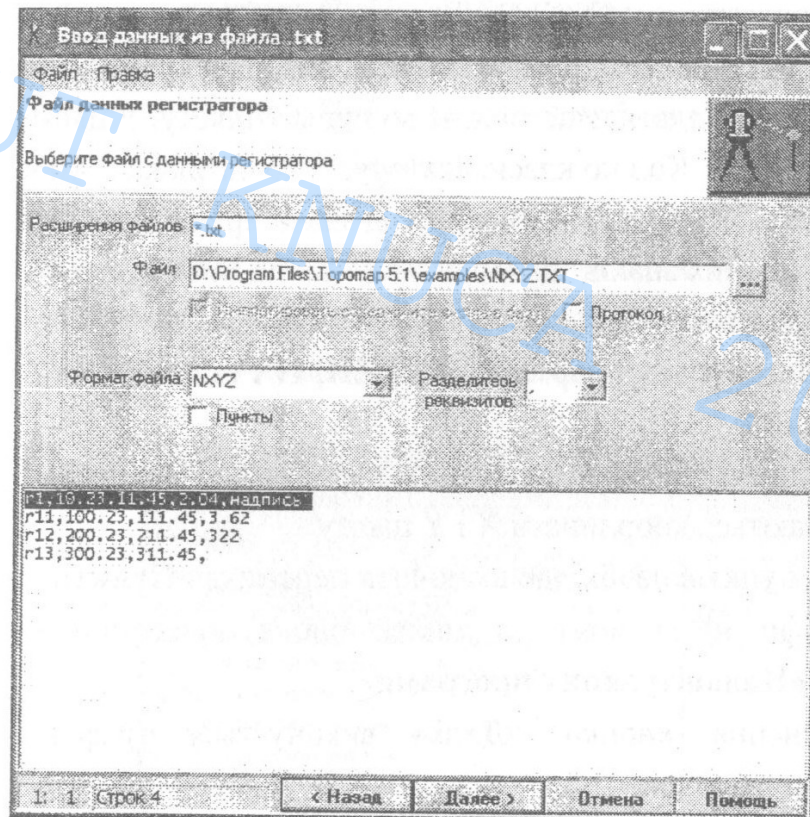 Ввод данных из файла .txt
Файл Правка
Файл данных регистратора
Выберите файл с данными регистратора
Расширения файлов *.txt
Файл D:\Program Files\Topomap 5.1\examples\NXYZ.TXT ...
Протокол
Формат файла: NXYZ Разделитель реквизитов: ,
Пункты
r1,10.23,11.45,2.04,надпись
r11,100.23,111.45,3.62
r12,200.23,211.45,322
r13,300.23,311.45,
1: 1 Строк 4 < Назад Далее > Отмена Помощь
UT KNUCA 20